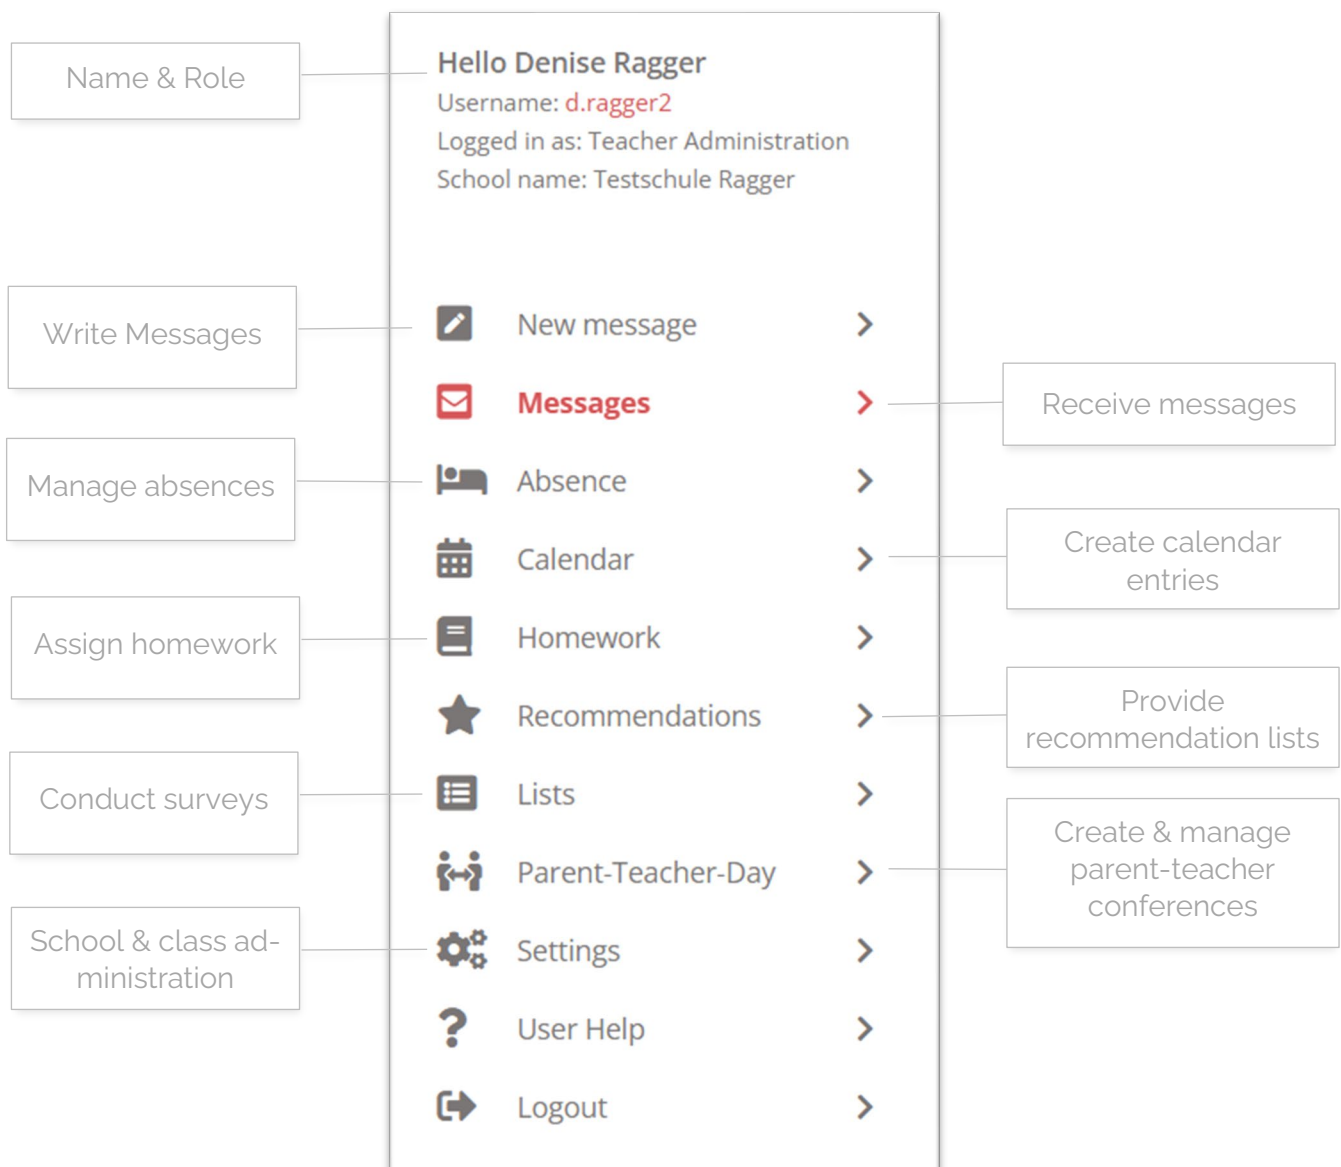 Name & Role
Hello Denise Ragger
Username: d.ragger2
Logged in as: Teacher Administration
School name: Testschule Ragger
Write Messages
New message
Messages
Receive messages
Manage absences
Absence
Calendar
Create calendar
entries
Assign homework
Homework
Recommendations
Provide
recommendation lists
Conduct surveys
Lists
Parent-Teacher-Day
Create & manage
parent-teacher
conferences
School & class ad-
ministration
Settings
User Help
Logout